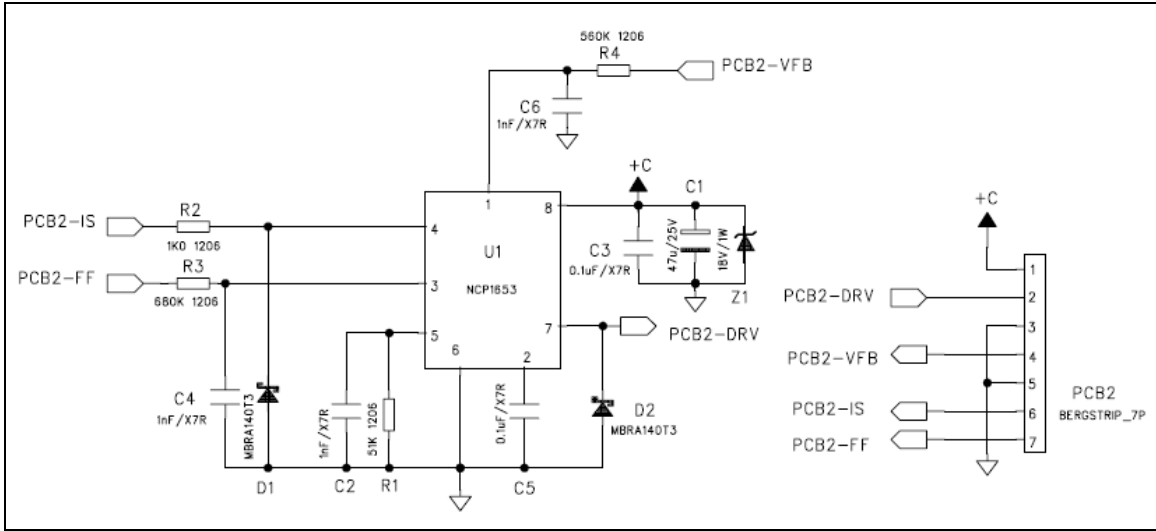 560K 1206
R4
PCB2-VFB
C6
1nF/X7R
+C
C1
PCB2-IS
R2
1K0 1206
1
8
4
U1
C3
0.1uF/X7R
47u/25V
18V/1W
Z1
PCB2-FF
R3
680K 1206
3
NCP1653
7
PCB2-DRV
5
6
2
C4
1nF/X7R
MBRA140T3
1nF/X7R
51K 1206
0.1uF/X7R
D2
MBRA140T3
D1
C2
R1
C5
+C
1
PCB2-DRV
2
3
PCB2-VFB
4
5
PCB2
BERGSTRIP_7P
PCB2-IS
6
PCB2-FF
7